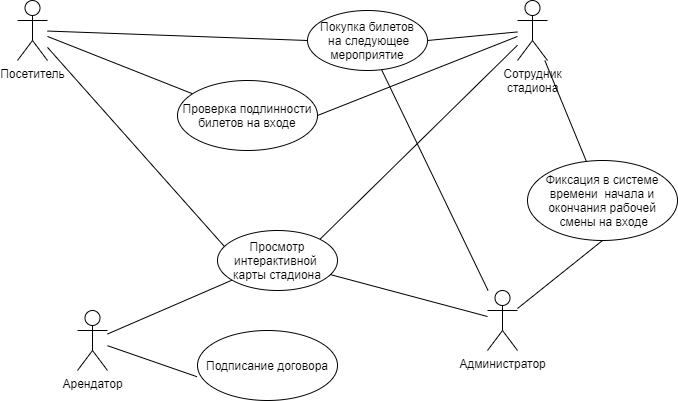 Покупка билетов
на следующее
мероприятие
Посетитель
Сотрудник
стадиона
Проверка подлинности
билетов на входе
Фиксация в системе
времени начала и
окончания рабочей
смены на входе
Просмотр
интерактивной
карты стадиона
Администратор
Подписание договора
Арендатор